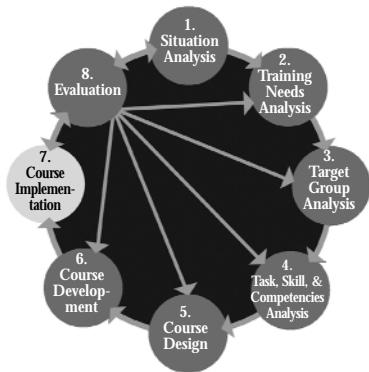 1.
Situation
Analysis
2.
Training
Needs
Analysis
3.
Target
Group
Analysis
4.
Task, Skill, &
Competencies
Analysis
5.
Course
Design
6.
Course
Develop-
ment
7.
Course
Implemen-
tation
8.
Evaluation